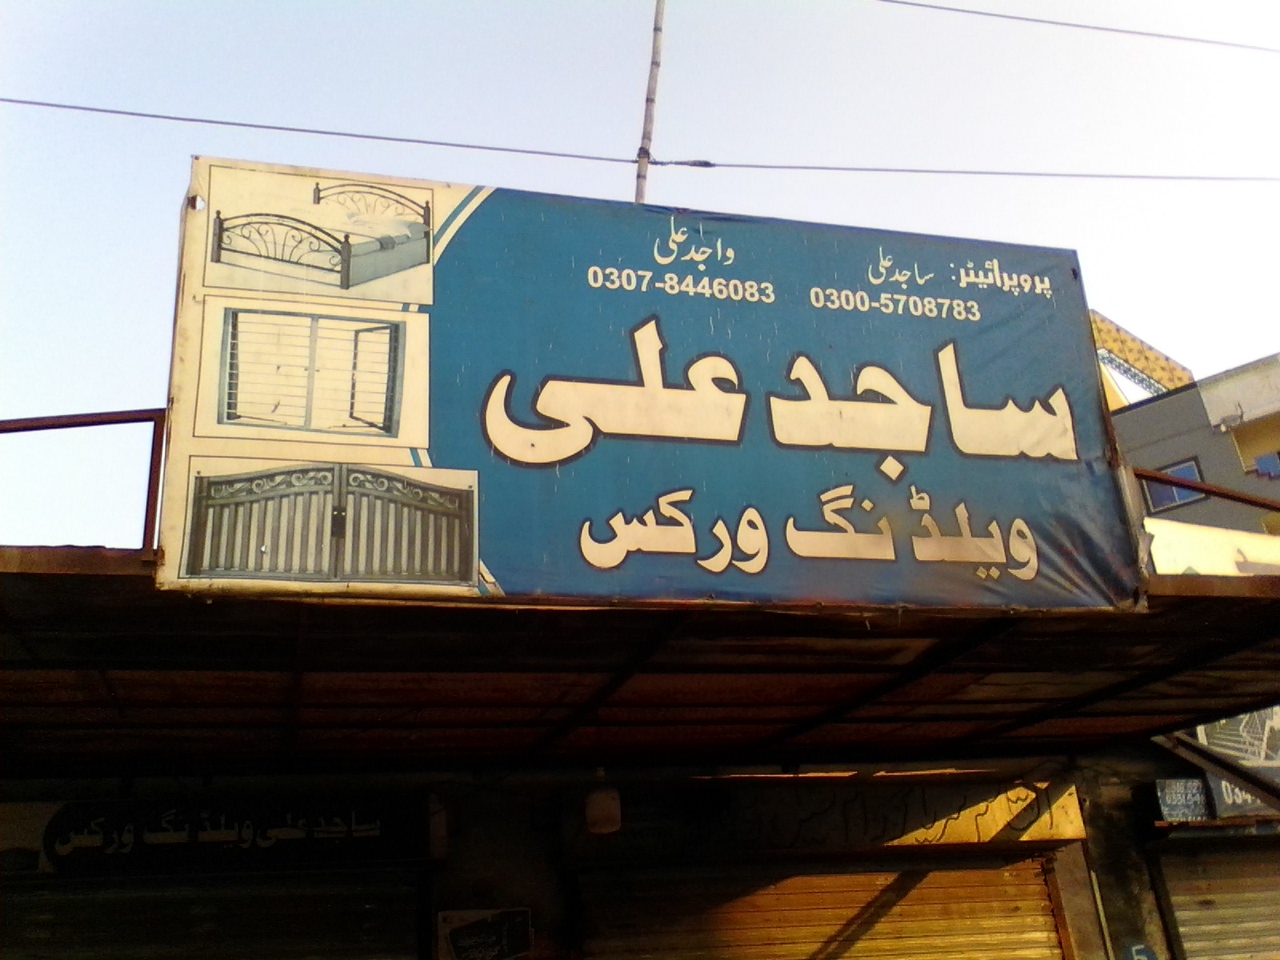 پروپرائیٹر: ساجد علی واجد علی
0300-5708783 0307-8446083
ساجد علی
ویلڈنگ ورکس
ساجد علی ویلڈنگ ورکس